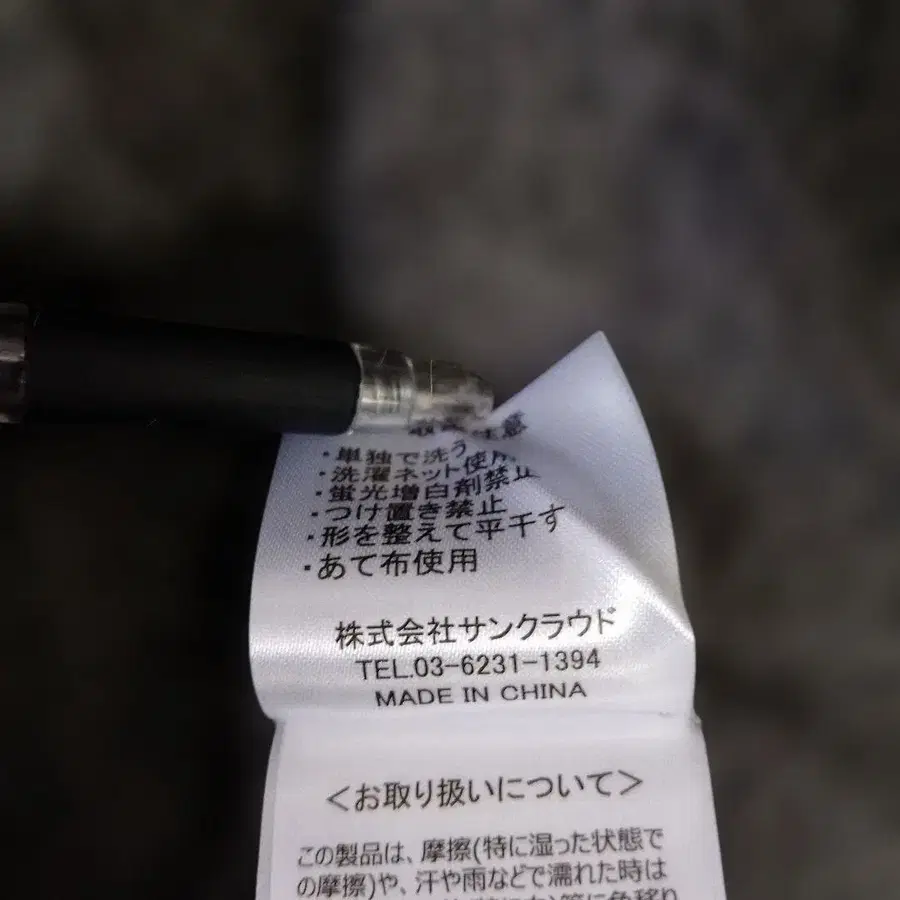 ・単独で洗う
・洗濯ネット使用
・蛍光増白剤禁止
・つけ置き禁止
・形を整えて平干す
・あて布使用
株式会社サンクラウド
TEL.03-6231-1394
MADE IN CHINA
＜お取り扱いについて＞
この製品は、摩擦(特に湿った状態で
の摩擦)や、汗や雨などで濡れた時は